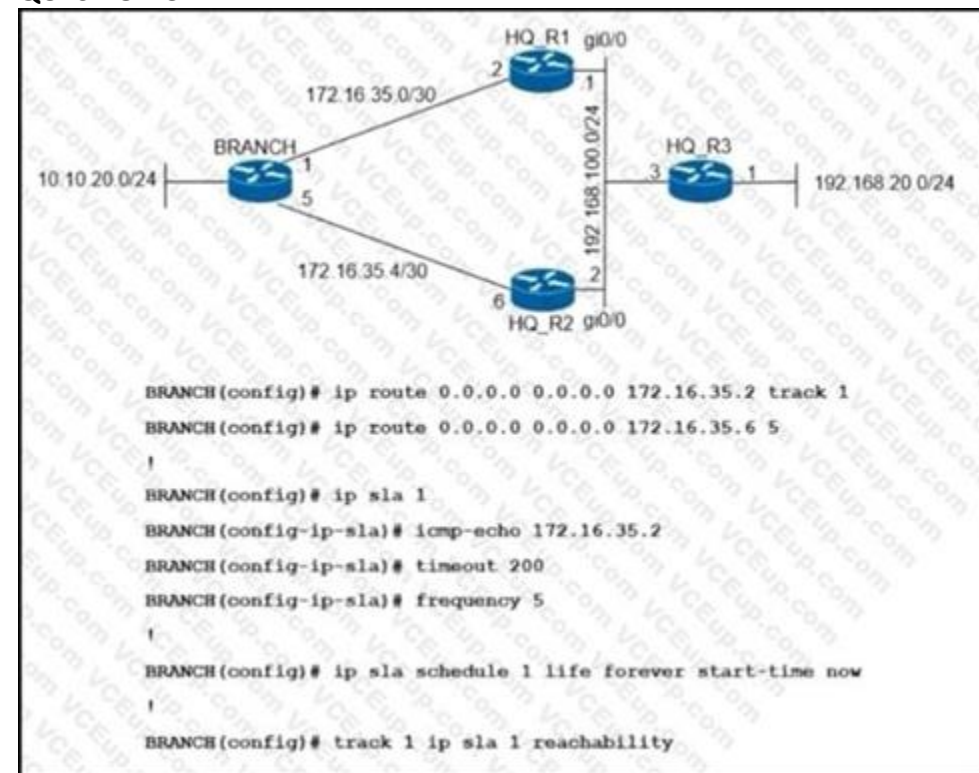 HQ_R1 gi0/0
2
.1
172.16.35.0/30
BRANCH
1
10.10.20.0/24
.5
192.168.100.0/24
HQ_R3
.3
.1
192.168.20.0/24
172.16.35.4/30
2
6
HQ_R2 gi0/0
BRANCH(config)# ip route 0.0.0.0 0.0.0.0 172.16.35.2 track 1
BRANCH(config)# ip route 0.0.0.0 0.0.0.0 172.16.35.6 5
!
BRANCH(config)# ip sla 1
BRANCH(config-ip-sla)# icmp-echo 172.16.35.2
BRANCH(config-ip-sla)# timeout 200
BRANCH(config-ip-sla)# frequency 5
!
BRANCH(config)# ip sla schedule 1 life forever start-time now
!
BRANCH(config)# track 1 ip sla 1 reachability
VCEup.com